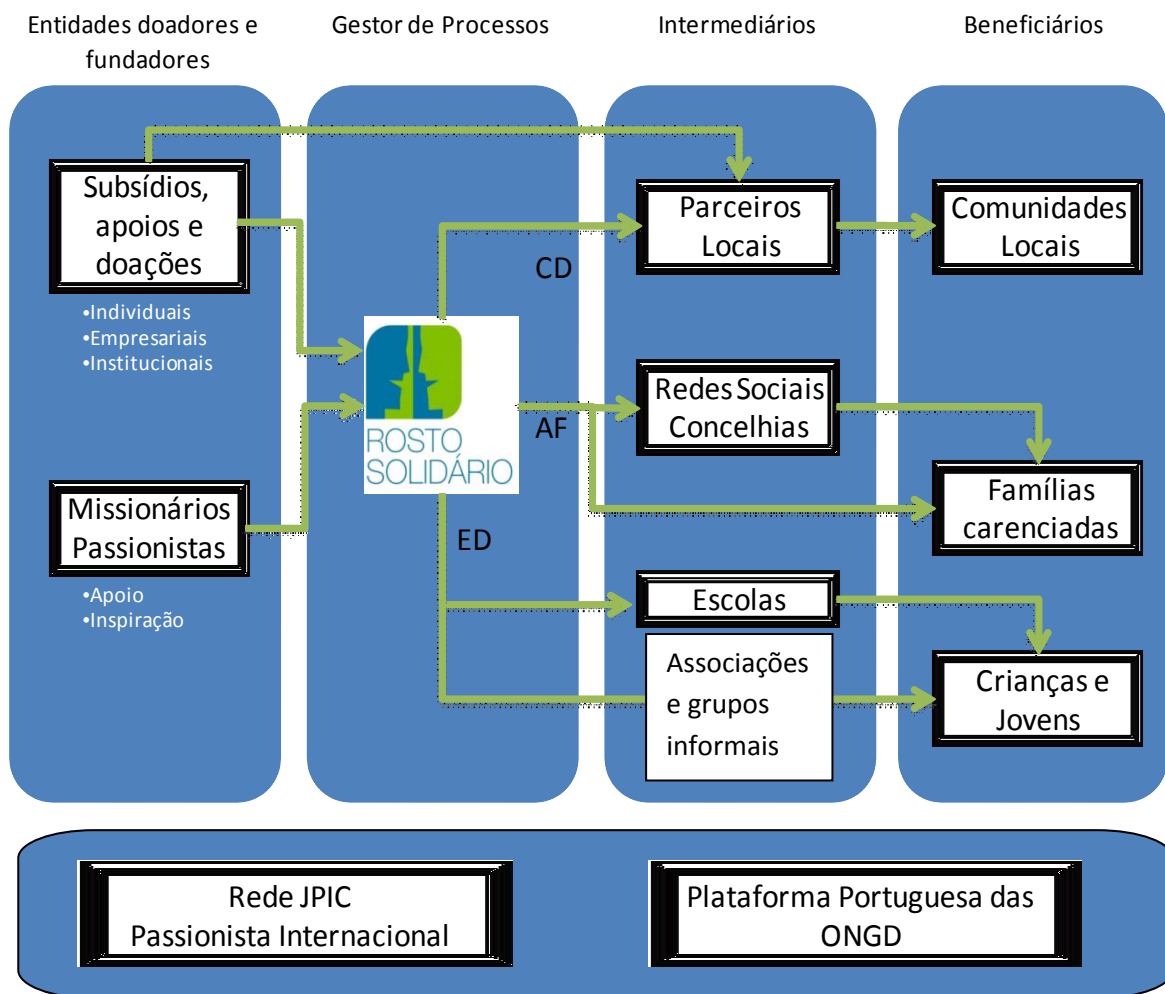 Entidades doadores e
fundadores
Gestor de Processos
Intermediários
Beneficiários
Subsídios,
apoios e
doações
•Individuais
•Empresariais
•Institucionais
Missionários
Passionistas
•Apoio
•Inspiração
CD
ROSTO
SOLIDÁRIO
AF
ED
Parceiros
Locais
Redes Sociais
Concelhias
Escolas
Associações
e grupos
informais
Comunidades
Locais
Famílias
carenciadas
Crianças e
Jovens
Rede JPIC
Passionista Internacional
Plataforma Portuguesa das
ONGD